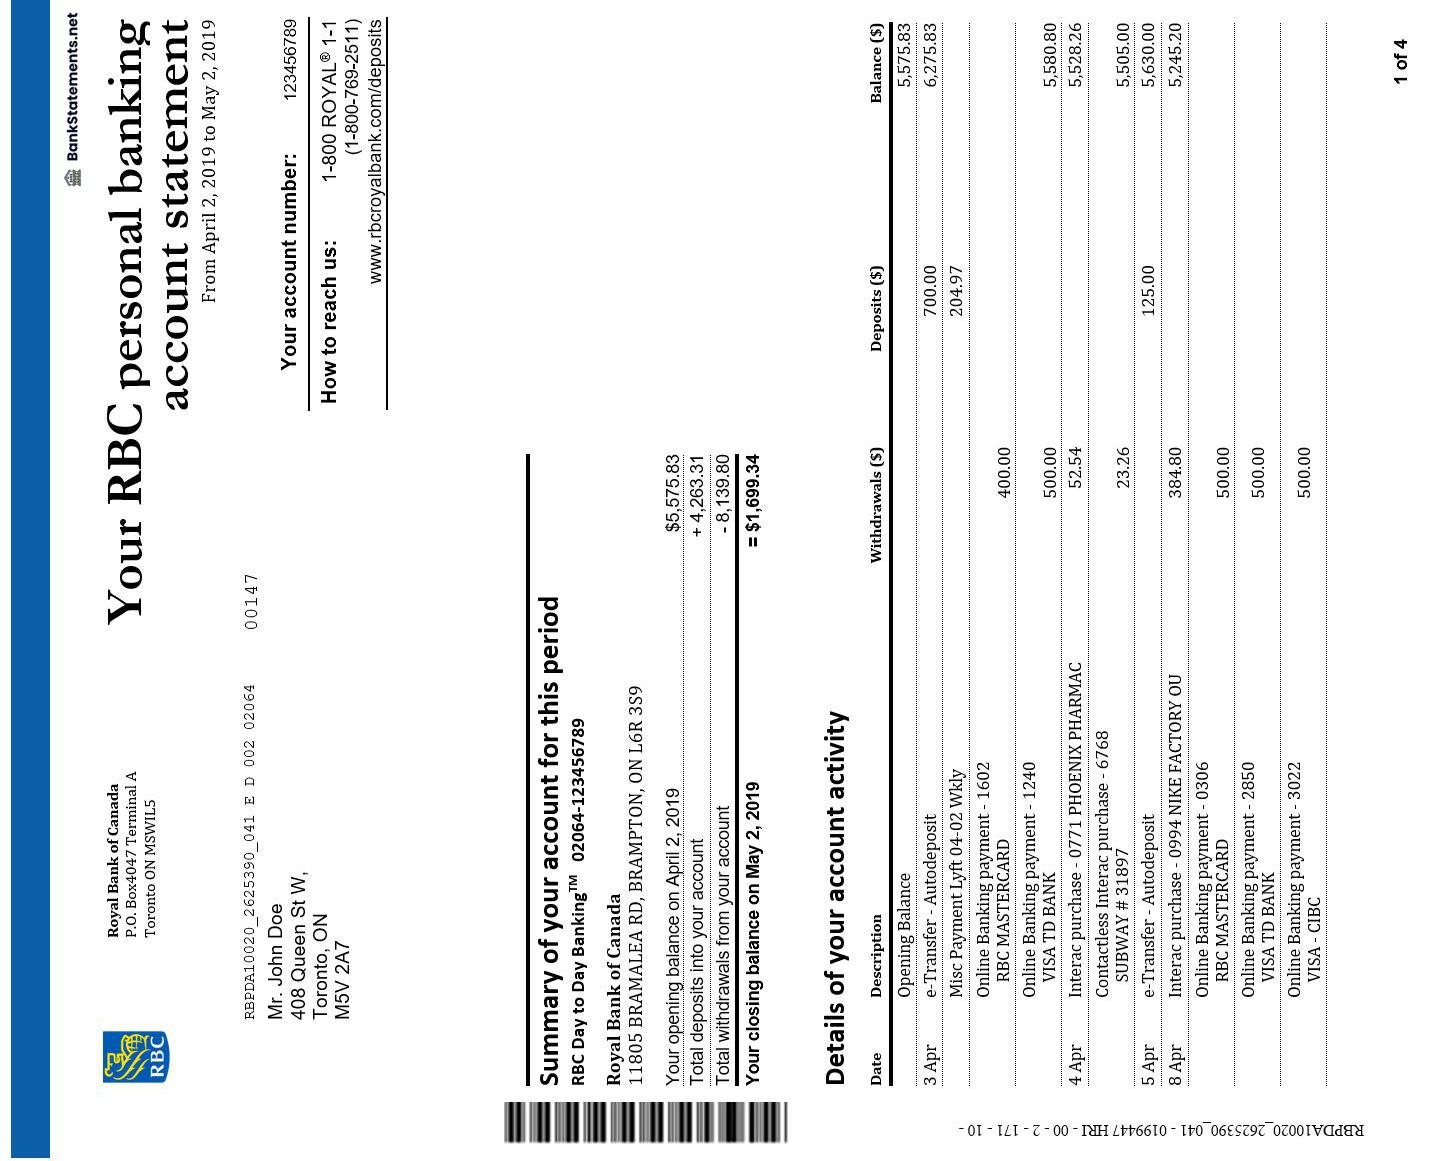 BankStatements.net
RBC
Royal Bank of Canada
P.O. Box4047 Terminal A
Toronto ON MSWIL5
Your RBC personal banking
account statement
From April 2, 2019 to May 2, 2019
RBPDA10020_2625390_041 E D 002 02064 00147
Mr. John Doe
408 Queen St W,
Toronto, ON
M5V 2A7
Your account number: 123456789
How to reach us: 1-800 ROYAL® 1-1
(1-800-769-2511)
www.rbcroyalbank.com/deposits
Summary of your account for this period
RBC Day to Day Banking™ 02064-123456789
Royal Bank of Canada
11805 BRAMALEA RD, BRAMPTON, ON L6R 3S9
Your opening balance on April 2, 2019 $5,575.83
Total deposits into your account + 4,263.31
Total withdrawals from your account - 8,139.80
Your closing balance on May 2, 2019 = $1,699.34
Details of your account activity
Date Description Withdrawals ($) Deposits ($) Balance ($)
Opening Balance 5,575.83
3 Apr e-Transfer - Autodeposit 700.00 6,275.83
Misc Payment Lyft 04-02 Wkly 204.97
Online Banking payment - 1602
RBC MASTERCARD 400.00
Online Banking payment - 1240
VISA TD BANK 500.00 5,580.80
4 Apr Interac purchase - 0771 PHOENIX PHARMAC 52.54 5,528.26
Contactless Interac purchase - 6768
SUBWAY # 31897 23.26 5,505.00
5 Apr e-Transfer - Autodeposit 125.00 5,630.00
8 Apr Interac purchase - 0994 NIKE FACTORY OU 384.80 5,245.20
Online Banking payment - 0306
RBC MASTERCARD 500.00
Online Banking payment - 2850
VISA TD BANK 500.00
Online Banking payment - 3022
VISA - CIBC 500.00
RBPDA10020_2625390_041 - 0199447 HRI - 00 - 2 - 171 - 10 -
1 of 4